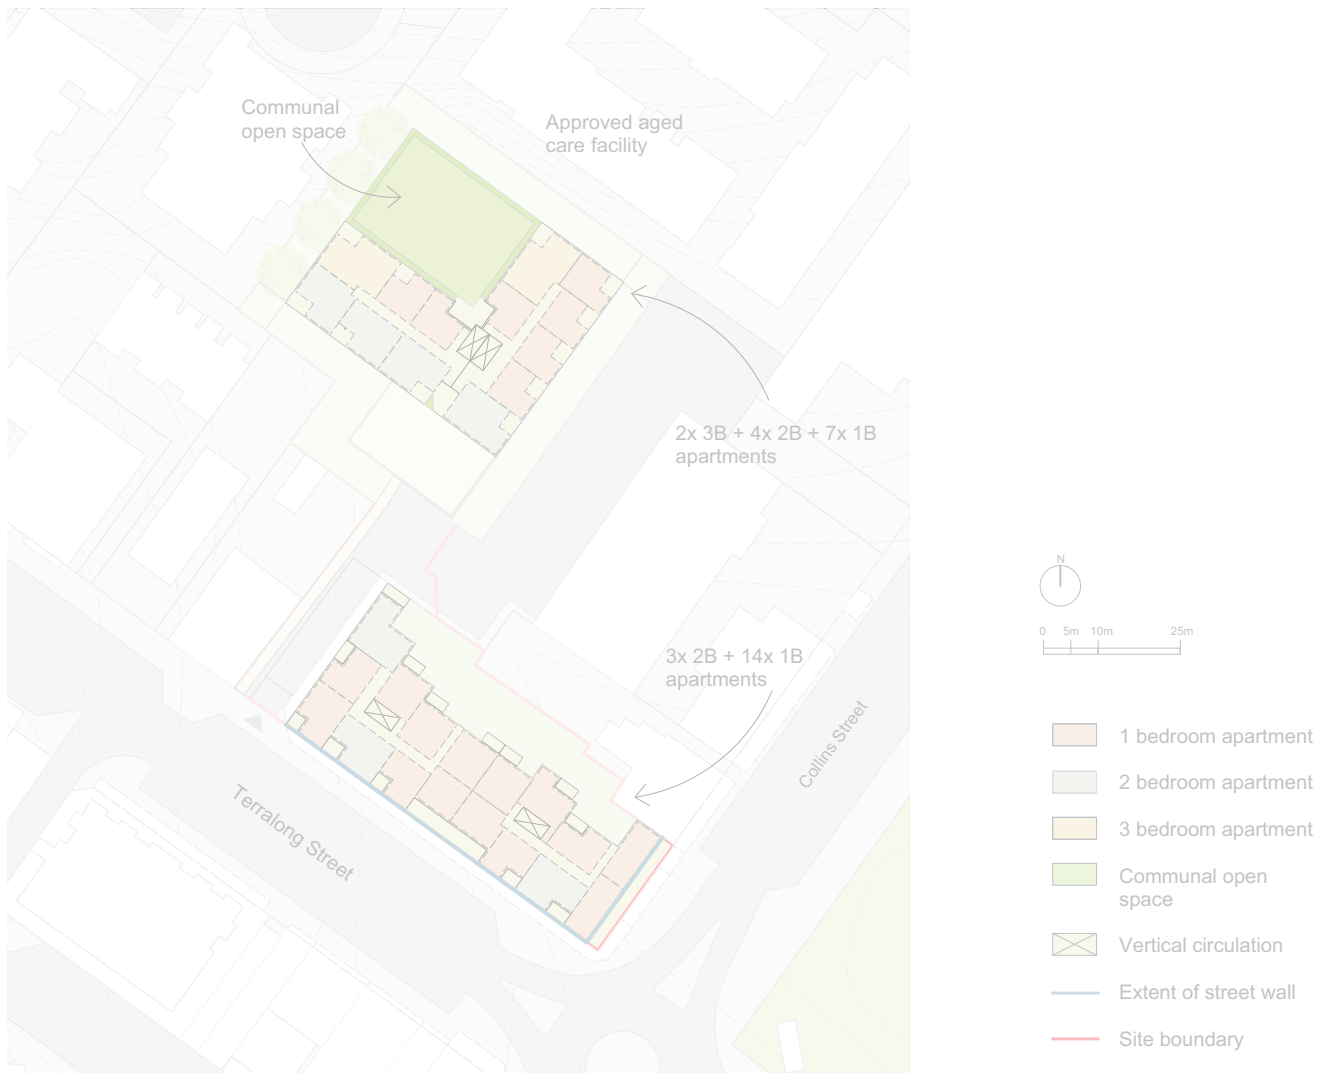 Communal
open space
Approved aged
care facility
2x 3B + 4x 2B + 7x 1B
apartments
3x 2B + 14x 1B
apartments
Collins Street
Terralong Street
N
0 5m 10m 25m
1 bedroom apartment
2 bedroom apartment
3 bedroom apartment
Communal open
space
Vertical circulation
Extent of street wall
Site boundary